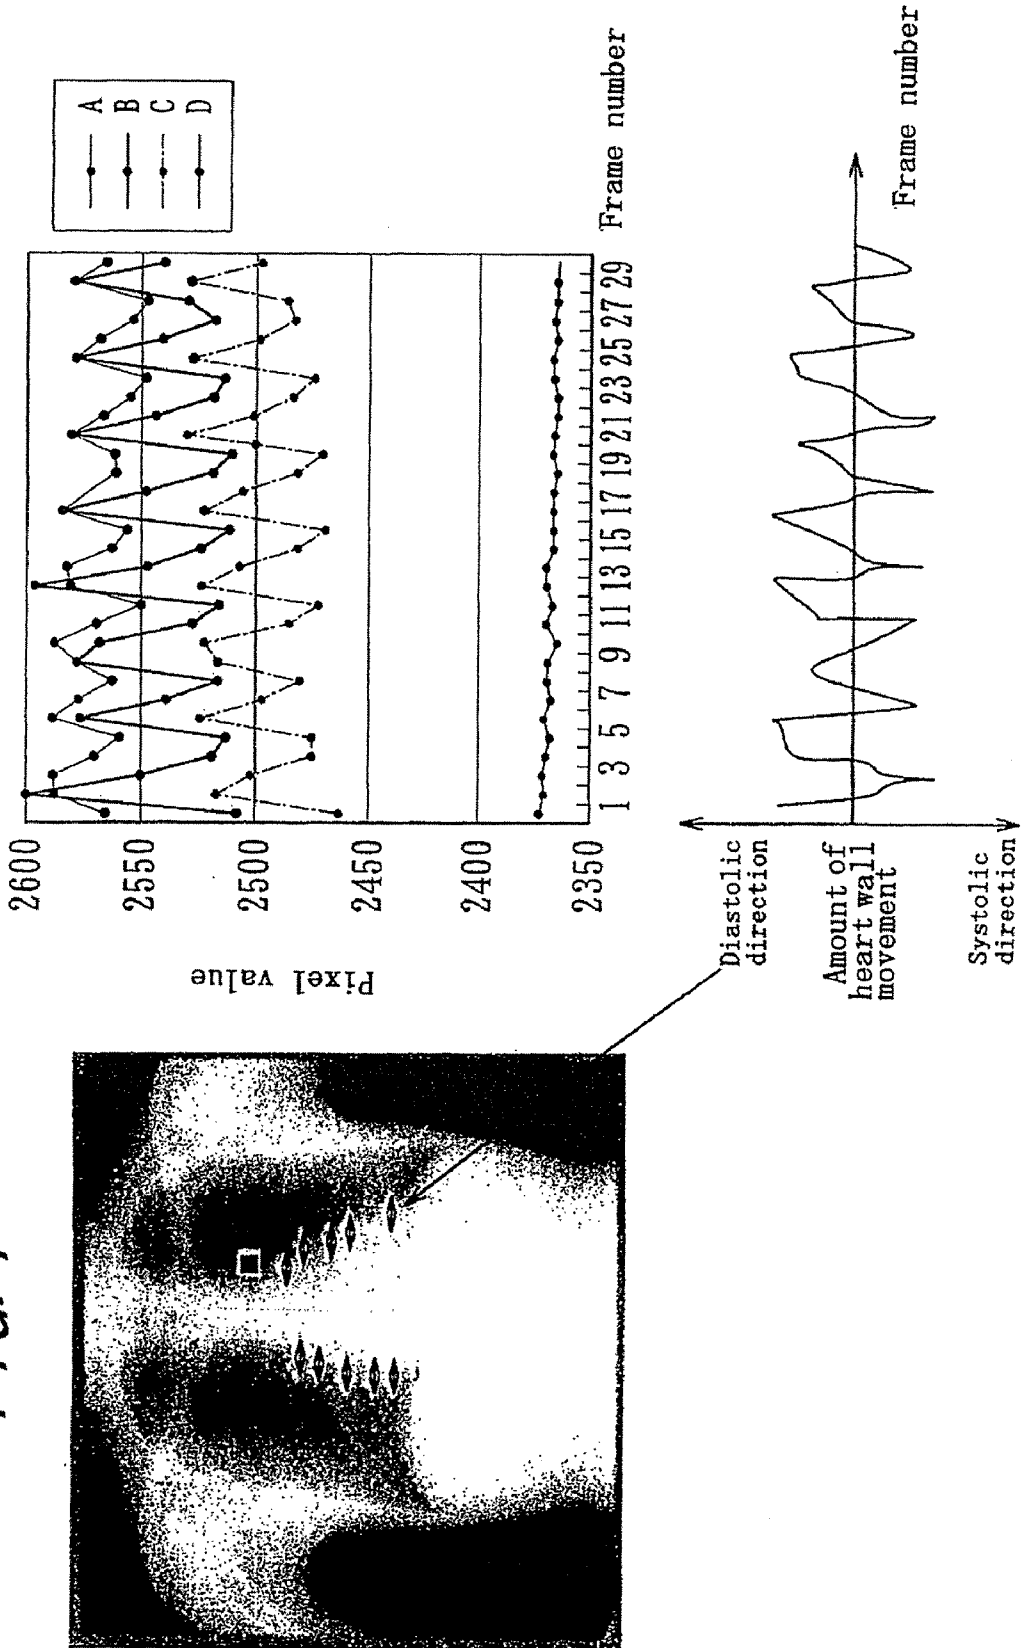 A
B
C
D
Pixel value
2600
2550
2500
2450
2400
2350
1 3 5 7 9 11 13 15 17 19 21 23 25 27 29
Frame number
Diastolic
direction
Amount of
heart wall
movement
Systolic
direction
Frame number